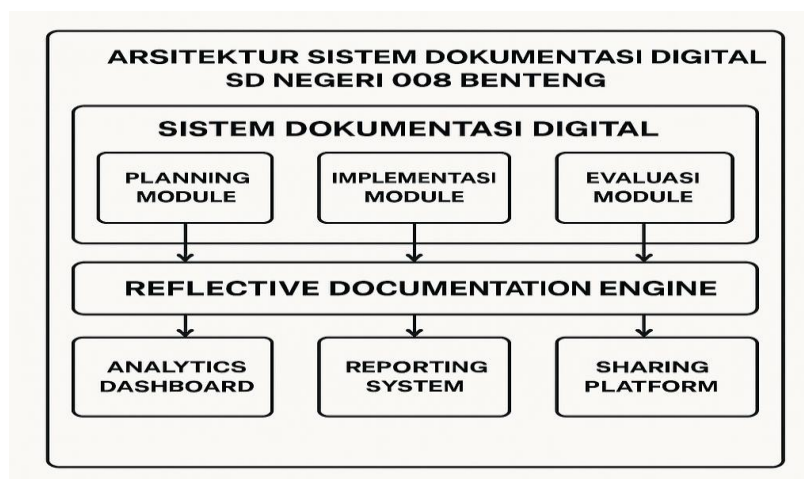 ARSITEKTUR SISTEM DOKUMENTASI DIGITAL
SD NEGERI 008 BENTENG
SISTEM DOKUMENTASI DIGITAL
PLANNING
MODULE
IMPLEMENTASI
MODULE
EVALUASI
MODULE
REFLECTIVE DOCUMENTATION ENGINE
ANALYTICS
DASHBOARD
REPORTING
SYSTEM
SHARING
PLATFORM